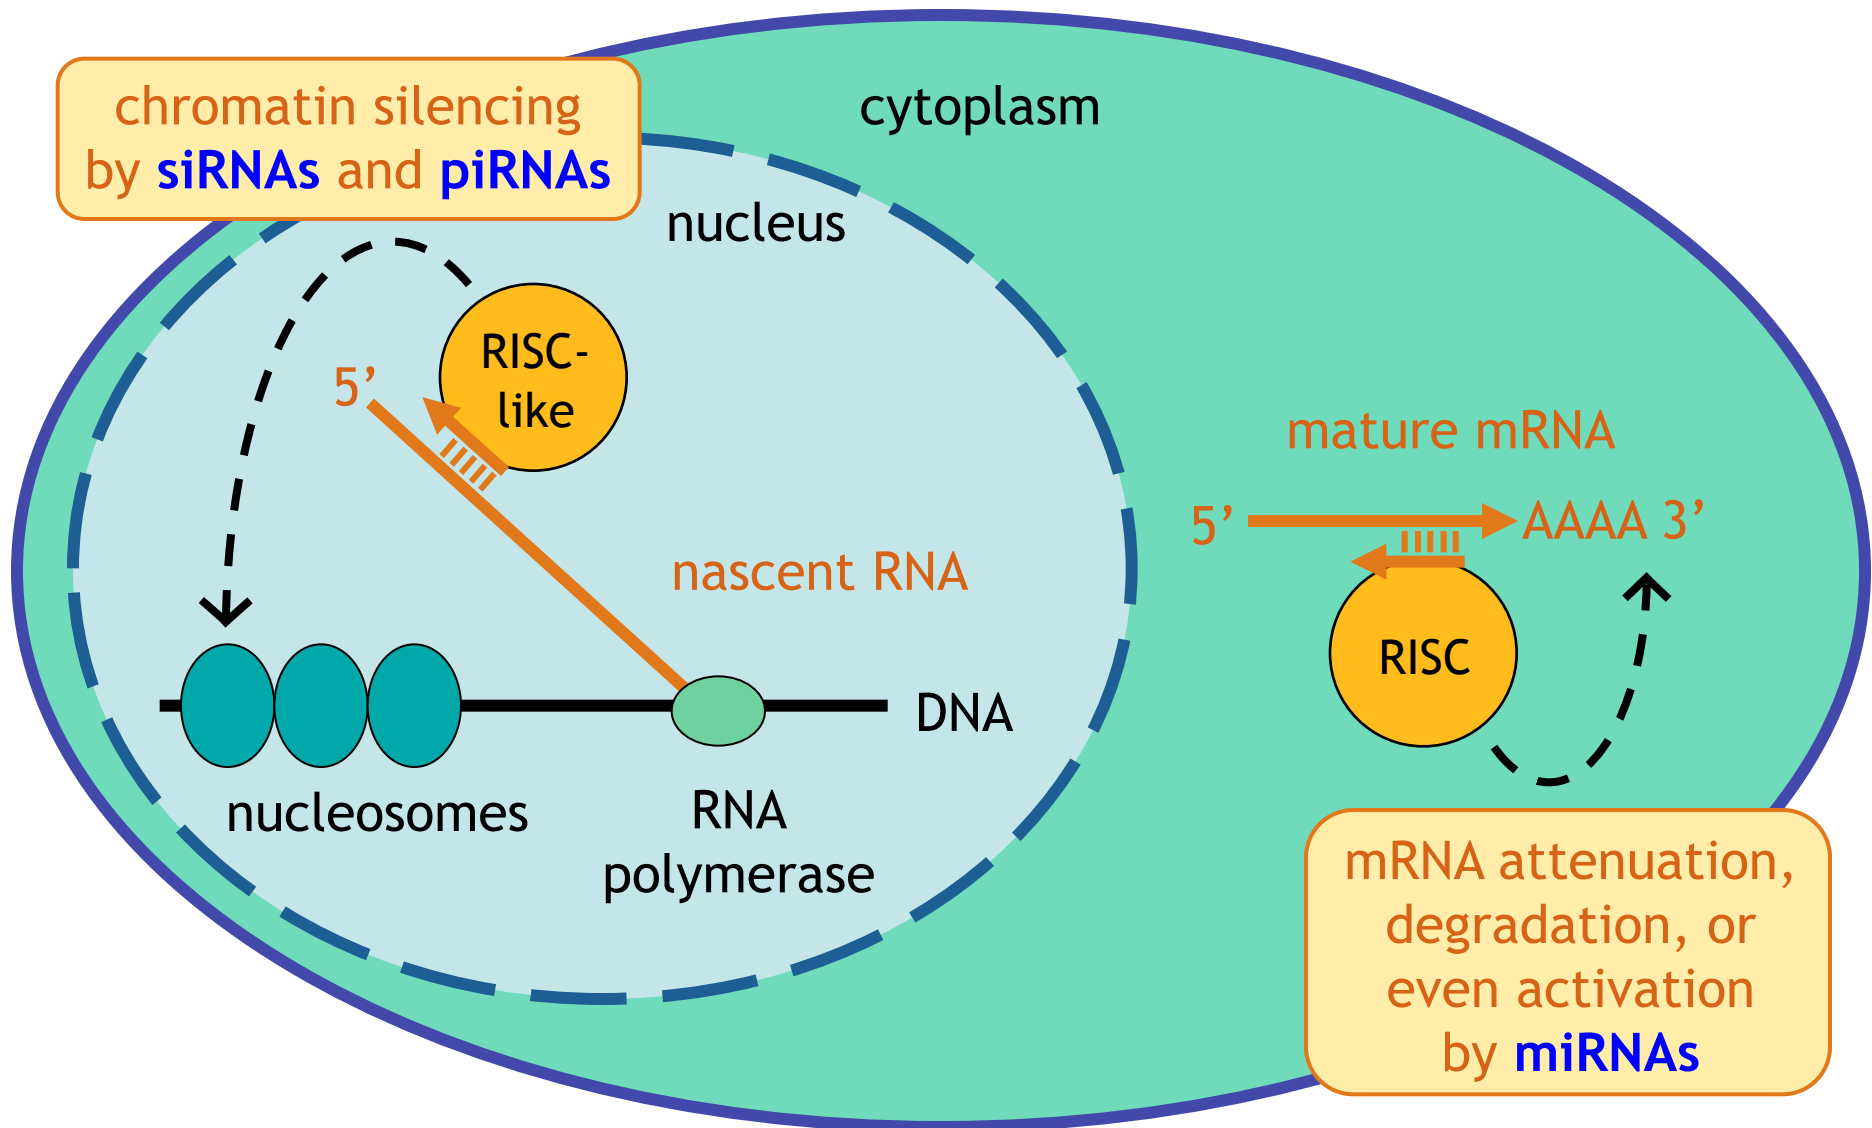 chromatin silencing
by siRNAs and piRNAs
cytoplasm
nucleus
RISC-
like
5’
nascent RNA
DNA
nucleosomes
RNA
polymerase
mature mRNA
5’
AAAA 3’
RISC
mRNA attenuation,
degradation, or
even activation
by miRNAs